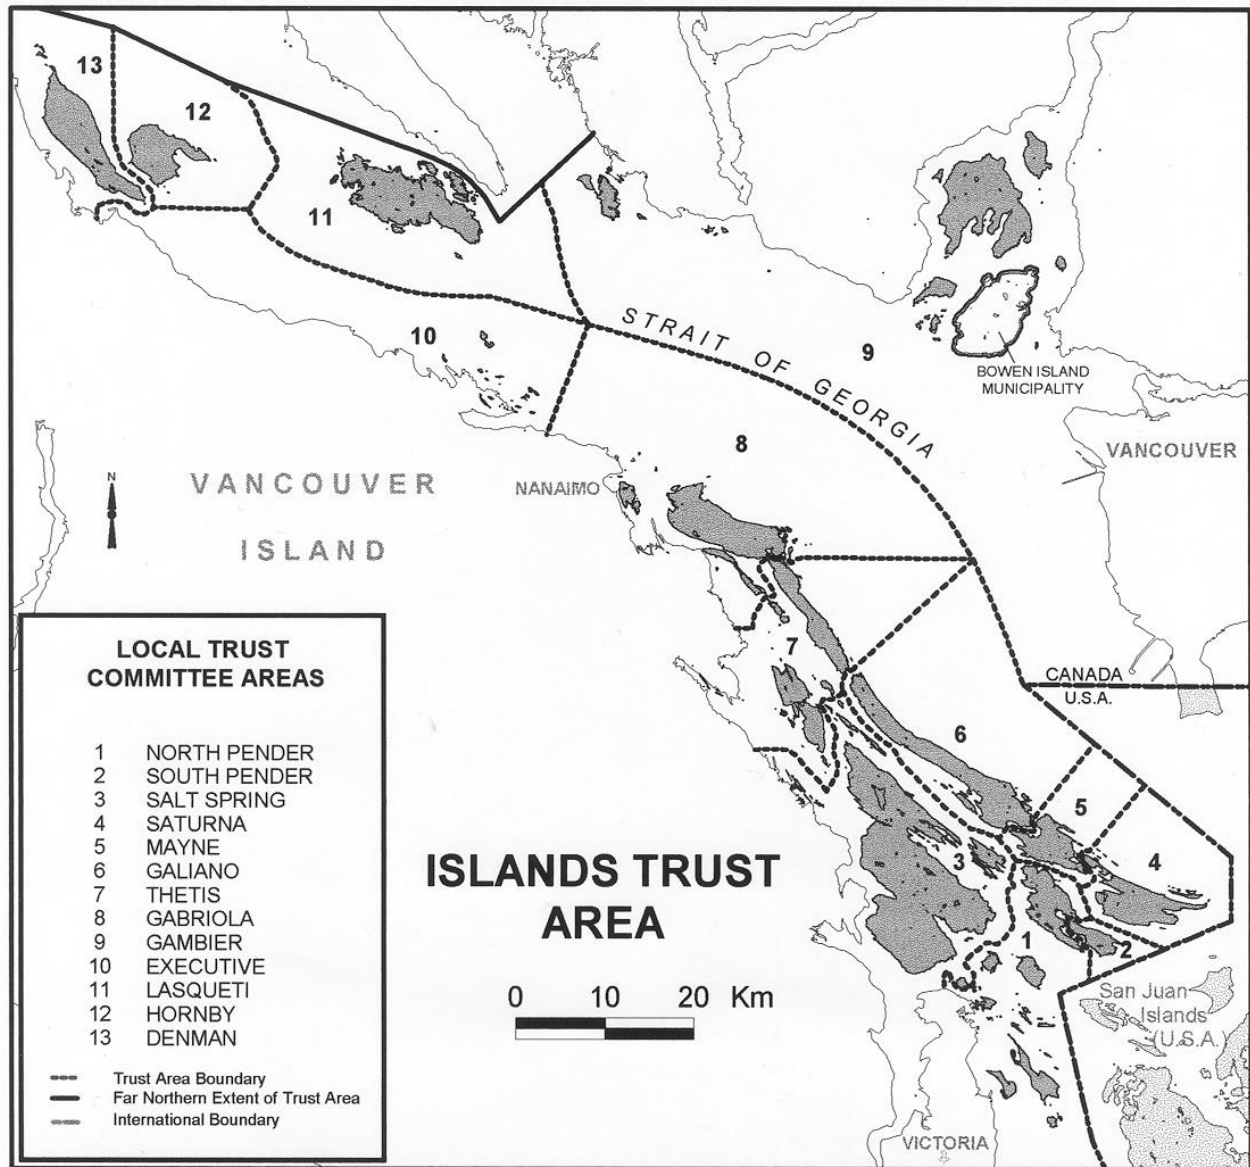 13
12
11
10
STRAIT OF GEORGIA
9
BOWEN ISLAND
MUNICIPALITY
8
VANCOUVER
VANCOUVER
ISLAND
N
NANAIMO
7
CANADA
U.S.A.
6
5
4
3
1
2
San Juan
Islands
(U.S.A.)
VICTORIA
ISLANDS TRUST
AREA
0 10 20 Km
LOCAL TRUST
COMMITTEE AREAS
1 NORTH PENDER
2 SOUTH PENDER
3 SALT SPRING
4 SATURNA
5 MAYNE
6 GALIANO
7 THETIS
8 GABRIOLA
9 GAMBIER
10 EXECUTIVE
11 LASQUETI
12 HORNBY
13 DENMAN
Trust Area Boundary
Far Northern Extent of Trust Area
International Boundary